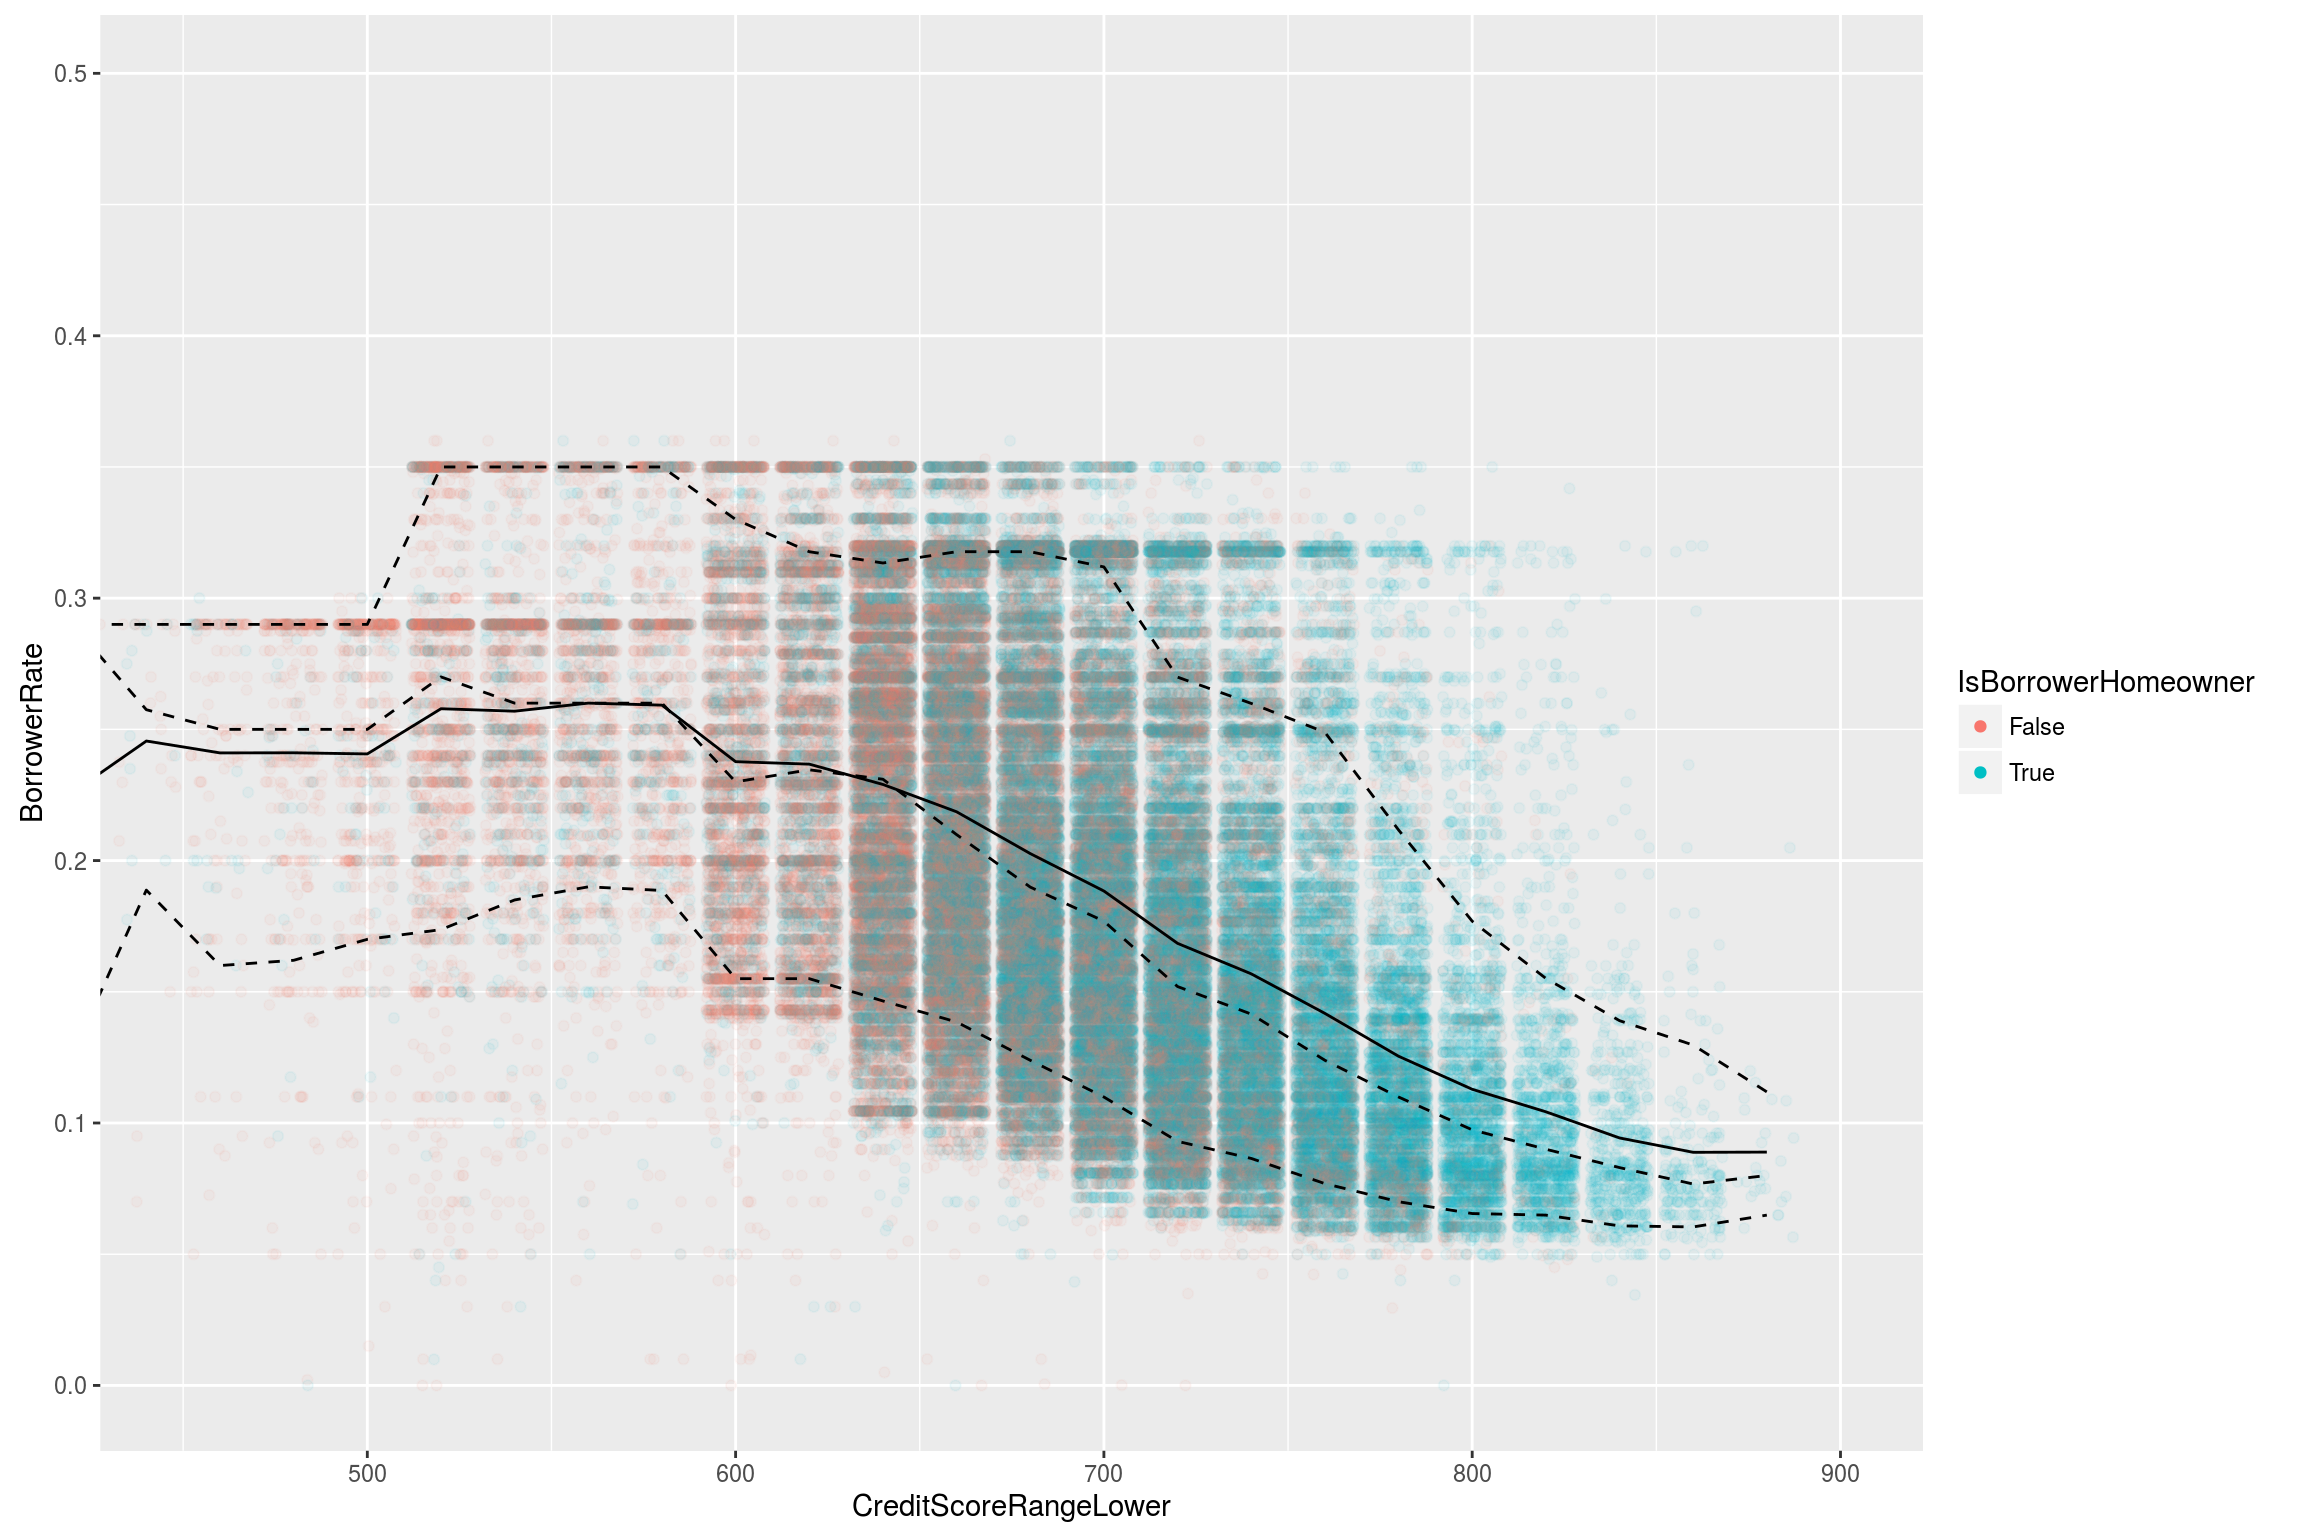 0.5
0.4
0.3
0.2
0.1
0.0
BorrowerRate
500 600 700 800 900
CreditScoreRangeLower
IsBorrowerHomeowner
False
True